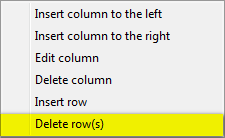 Insert column to the left
Insert column to the right
Edit column
Delete column
Insert row
Delete row(s)